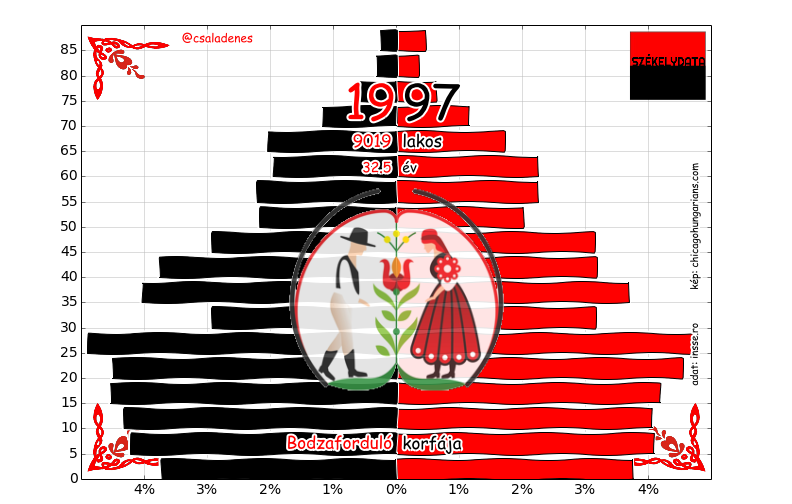 @csaladenes
SZÉKELYDATA
1997
9019 lakos
32.5 év
Bodzaforduló korfája
kép: chicagohungarians.com
adat: insse.ro
85
80
75
70
65
60
55
50
45
40
35
30
25
20
15
10
5
0
4% 3% 2% 1% 0% 1% 2% 3% 4%